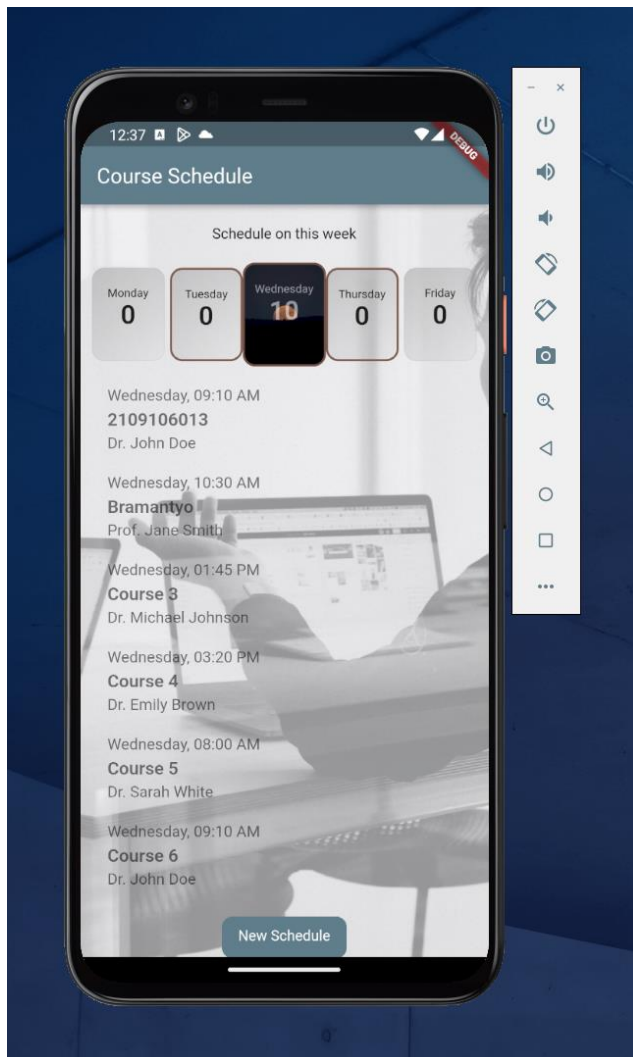 12:37
DEBUG
Course Schedule
Schedule on this week
Monday Tuesday Wednesday Thursday Friday
0 0 10 0 0
Wednesday, 09:10 AM
2109106013
Dr. John Doe
Wednesday, 10:30 AM
Bramantyo
Prof. Jane Smith
Wednesday, 01:45 PM
Course 3
Dr. Michael Johnson
Wednesday, 03:20 PM
Course 4
Dr. Emily Brown
Wednesday, 08:00 AM
Course 5
Dr. Sarah White
Wednesday, 09:10 AM
Course 6
Dr. John Doe
New Schedule